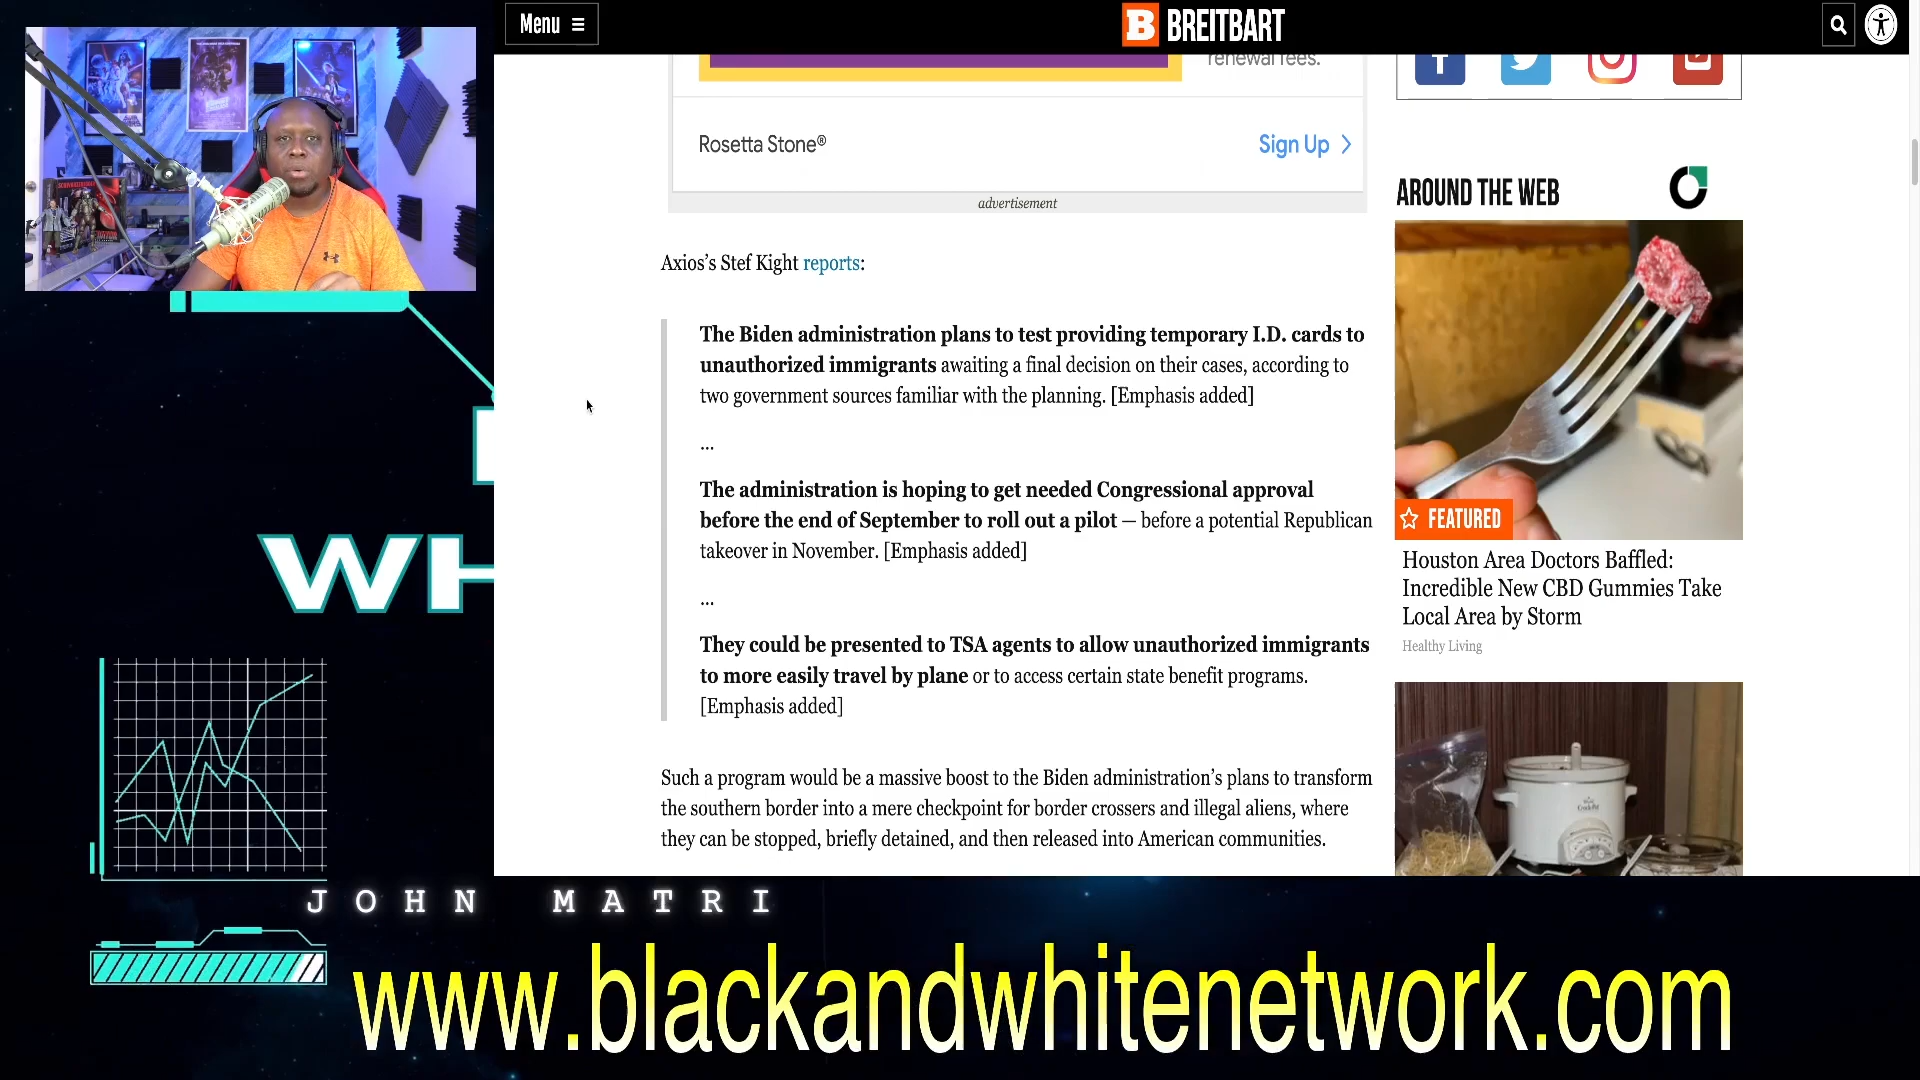 Menu
BREITBART
renewal fees.
Rosetta Stone®
Sign Up
advertisement
Axios’s Stef Kight reports:
The Biden administration plans to test providing temporary I.D. cards to
unauthorized immigrants awaiting a final decision on their cases, according to
two government sources familiar with the planning. [Emphasis added]
...
The administration is hoping to get needed Congressional approval
before the end of September to roll out a pilot — before a potential Republican
takeover in November. [Emphasis added]
...
They could be presented to TSA agents to allow unauthorized immigrants
to more easily travel by plane or to access certain state benefit programs.
[Emphasis added]
Such a program would be a massive boost to the Biden administration’s plans to transform
the southern border into a mere checkpoint for border crossers and illegal aliens, where
they can be stopped, briefly detained, and then released into American communities.
AROUND THE WEB
FEATURED
Houston Area Doctors Baffled:
Incredible New CBD Gummies Take
Local Area by Storm
Healthy Living
WH
JOHN MATRI
www.blackandwhitenetwork.com